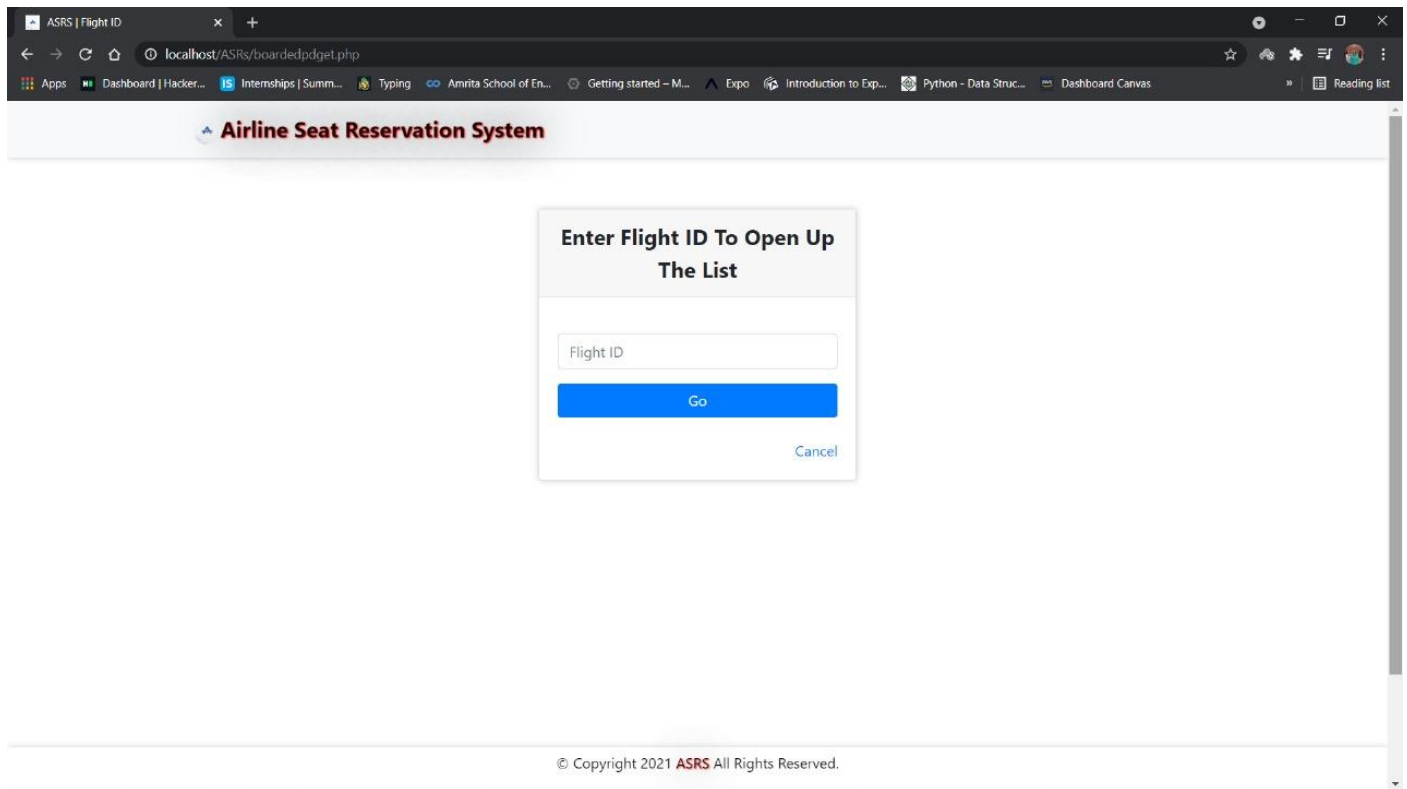 ASRS | Flight ID
localhost/ASRs/boardedpdget.php
Apps Dashboard | Hacker... IS Internships | Summ... Typing Amrita School of En... Getting started – M... Expo Introduction to Exp... Python - Data Struc... Dashboard Canvas » Reading list
Airline Seat Reservation System
Enter Flight ID To Open Up
The List
Flight ID
Go
Cancel
© Copyright 2021 ASRS All Rights Reserved.